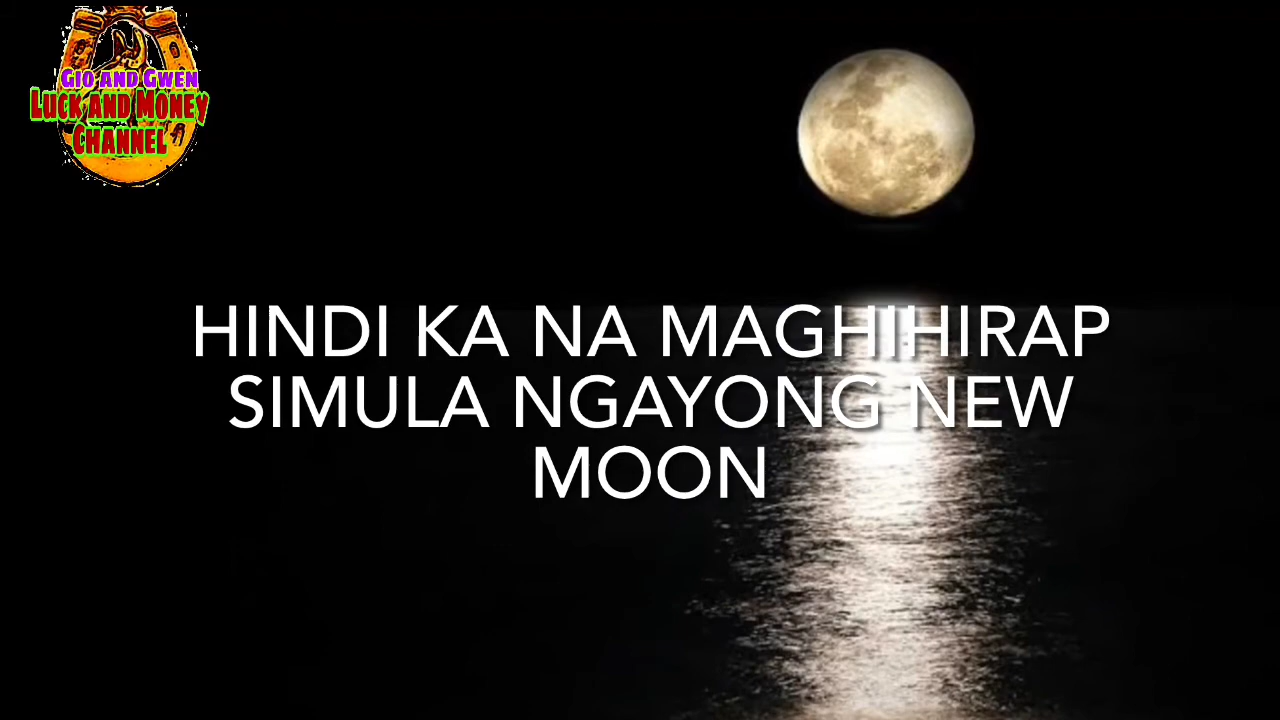 Gio and Gwen
Luck and Money
Channel
HINDI KA NA MAGHIHIRAP
SIMULA NGAYONG NEW
MOON